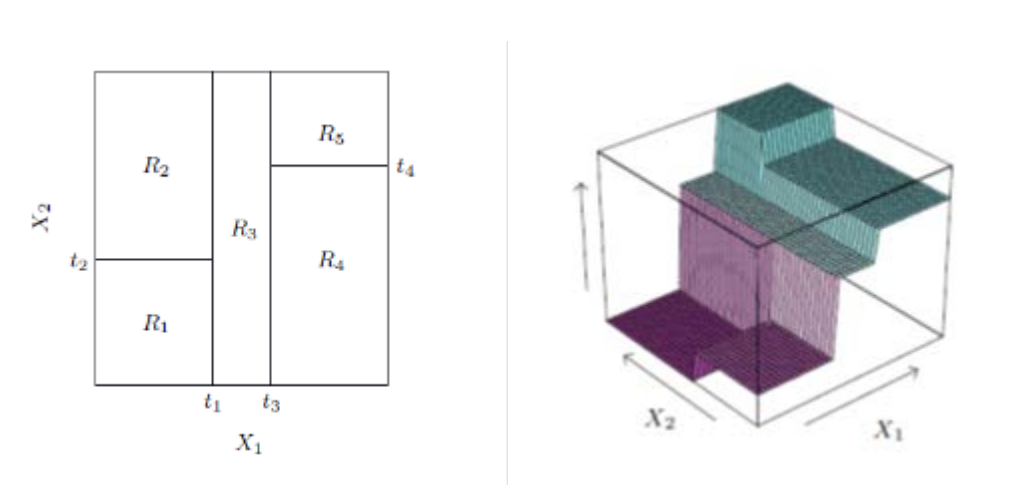 R₅
R₂
t₄
X₂
R₃
R₄
t₂
R₁
t₁ t₃
X₁
X₂
X₁